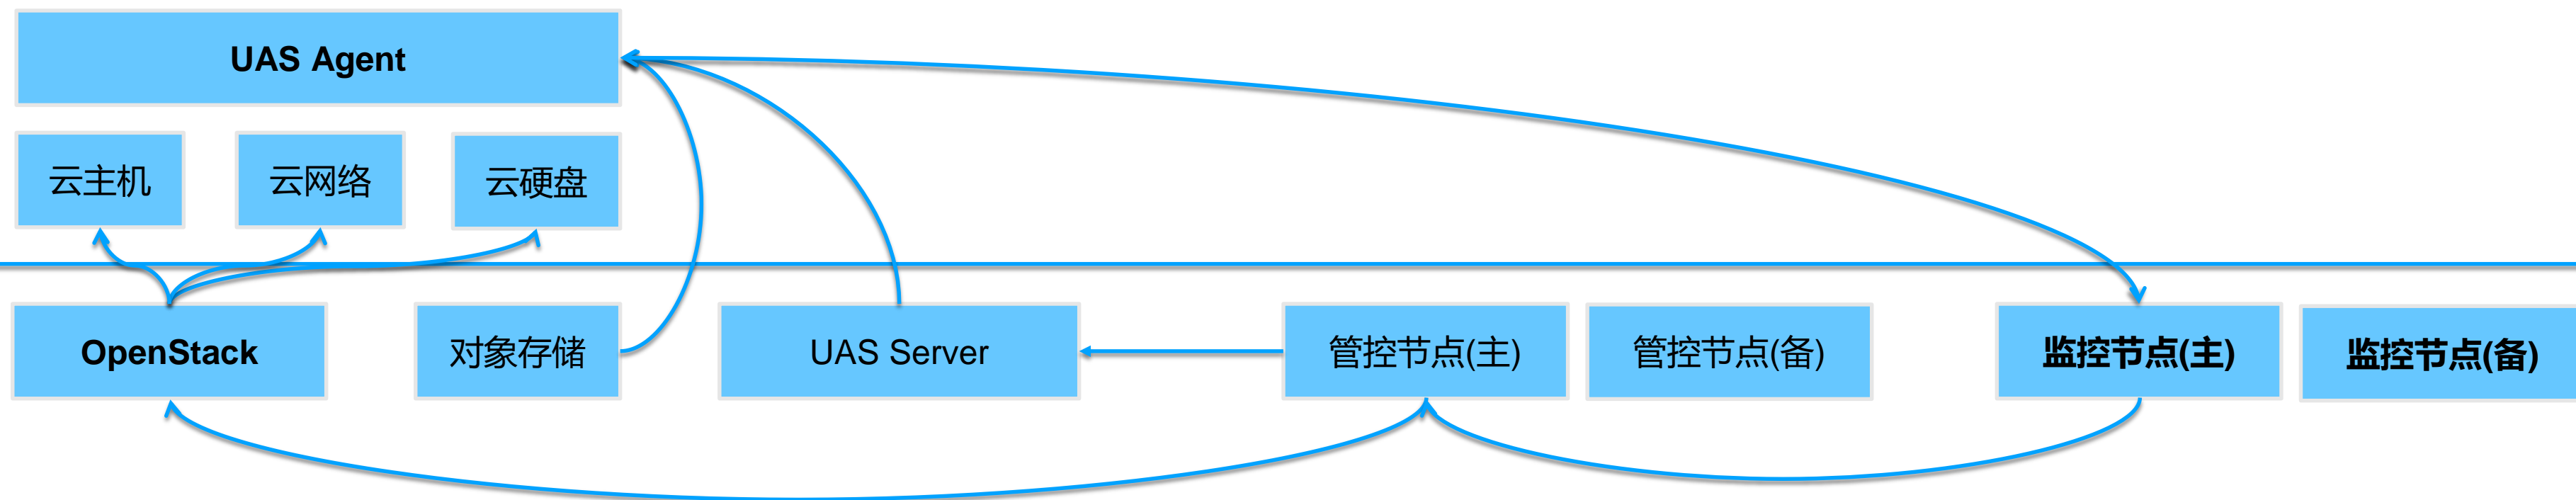 UAS Agent
云主机
云网络
云硬盘
OpenStack
对象存储
UAS Server
管控节点(主)
管控节点(备)
监控节点(主)
监控节点(备)